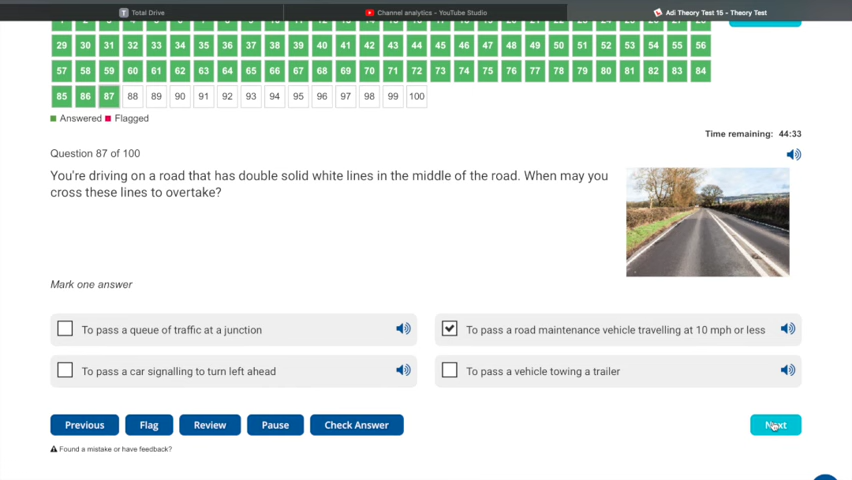 Total Drive
Channel analytics - YouTube Studio
Adi Theory Test 15 - Theory Test
29 30 31 32 33 34 35 36 37 38 39 40 41 42 43 44 45 46 47 48 49 50 51 52 53 54 55 56
57 58 59 60 61 62 63 64 65 66 67 68 69 70 71 72 73 74 75 76 77 78 79 80 81 82 83 84
85 86 87 88 89 90 91 92 93 94 95 96 97 98 99 100
Answered Flagged
Time remaining: 44:33
Question 87 of 100
You're driving on a road that has double solid white lines in the middle of the road. When may you
cross these lines to overtake?
Mark one answer
To pass a queue of traffic at a junction
To pass a road maintenance vehicle travelling at 10 mph or less
To pass a car signalling to turn left ahead
To pass a vehicle towing a trailer
Previous Flag Review Pause Check Answer Next
Found a mistake or have feedback?